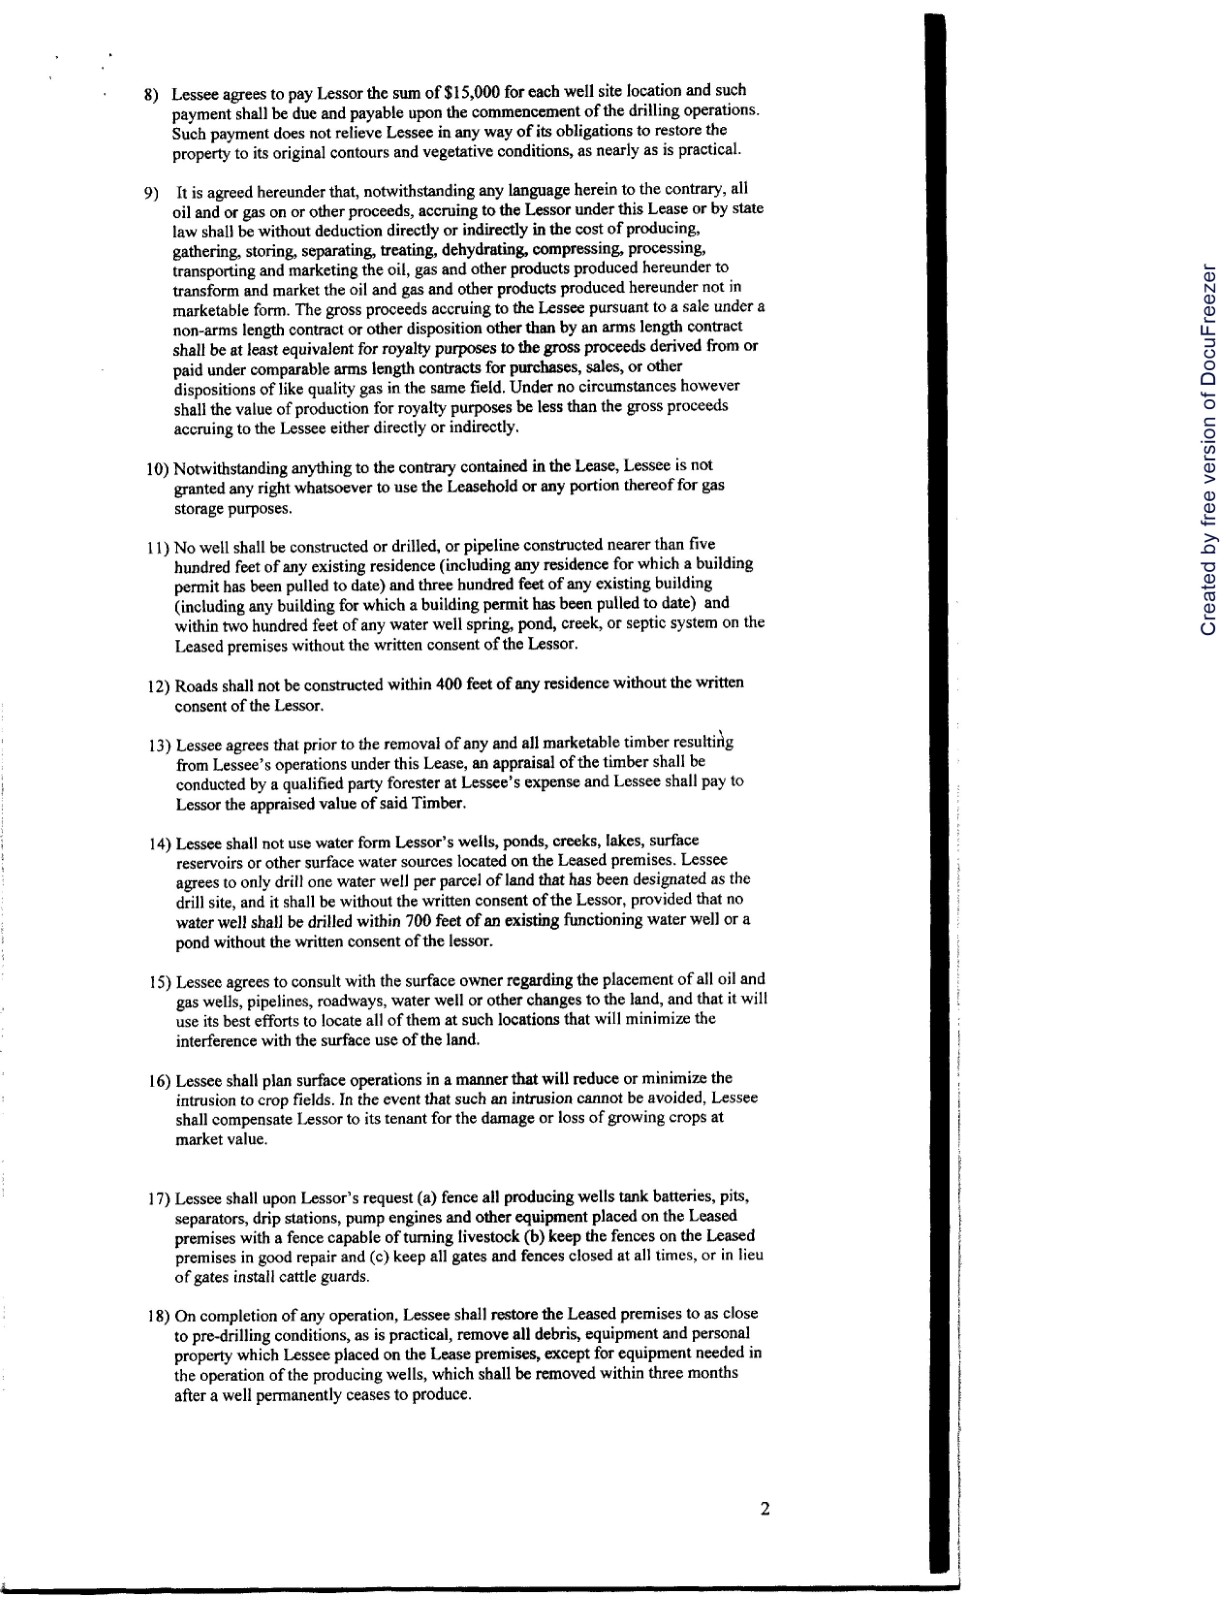 8) Lessee agrees to pay Lessor the sum of $15,000 for each well site location and such
payment shall be due and payable upon the commencement of the drilling operations.
Such payment does not relieve Lessee in any way of its obligations to restore the
property to its original contours and vegetative conditions, as nearly as is practical.
9) It is agreed hereunder that, notwithstanding any language herein to the contrary, all
oil and or gas on or other proceeds, accruing to the Lessor under this Lease or by state
law shall be without deduction directly or indirectly in the cost of producing,
gathering, storing, separating, treating, dehydrating, compressing, processing,
transporting and marketing the oil, gas and other products produced hereunder to
transform and market the oil and gas and other products produced hereunder not in
marketable form. The gross proceeds accruing to the Lessee pursuant to a sale under a
non-arms length contract or other disposition other than by an arms length contract
shall be at least equivalent for royalty purposes to the gross proceeds derived from or
paid under comparable arms length contracts for purchases, sales, or other
dispositions of like quality gas in the same field. Under no circumstances however
shall the value of production for royalty purposes be less than the gross proceeds
accruing to the Lessee either directly or indirectly.
10) Notwithstanding anything to the contrary contained in the Lease, Lessee is not
granted any right whatsoever to use the Leasehold or any portion thereof for gas
storage purposes.
11) No well shall be constructed or drilled, or pipeline constructed nearer than five
hundred feet of any existing residence (including any residence for which a building
permit has been pulled to date) and three hundred feet of any existing building
(including any building for which a building permit has been pulled to date) and
within two hundred feet of any water well spring, pond, creek, or septic system on the
Leased premises without the written consent of the Lessor.
12) Roads shall not be constructed within 400 feet of any residence without the written
consent of the Lessor.
13) Lessee agrees that prior to the removal of any and all marketable timber resulting
from Lessee's operations under this Lease, an appraisal of the timber shall be
conducted by a qualified party forester at Lessee's expense and Lessee shall pay to
Lessor the appraised value of said Timber.
14) Lessee shall not use water form Lessor's wells, ponds, creeks, lakes, surface
reservoirs or other surface water sources located on the Leased premises. Lessee
agrees to only drill one water well per parcel of land that has been designated as the
drill site, and it shall be without the written consent of the Lessor, provided that no
water well shall be drilled within 700 feet of an existing functioning water well or a
pond without the written consent of the lessor.
15) Lessee agrees to consult with the surface owner regarding the placement of all oil and
gas wells, pipelines, roadways, water well or other changes to the land, and that it will
use its best efforts to locate all of them at such locations that will minimize the
interference with the surface use of the land.
16) Lessee shall plan surface operations in a manner that will reduce or minimize the
intrusion to crop fields. In the event that such an intrusion cannot be avoided, Lessee
shall compensate Lessor to its tenant for the damage or loss of growing crops at
market value.
17) Lessee shall upon Lessor's request (a) fence all producing wells tank batteries, pits,
separators, drip stations, pump engines and other equipment placed on the Leased
premises with a fence capable of turning livestock (b) keep the fences on the Leased
premises in good repair and (c) keep all gates and fences closed at all times, or in lieu
of gates install cattle guards.
18) On completion of any operation, Lessee shall restore the Leased premises to as close
to pre-drilling conditions, as is practical, remove all debris, equipment and personal
property which Lessee placed on the Lease premises, except for equipment needed in
the operation of the producing wells, which shall be removed within three months
after a well permanently ceases to produce.
2
Created by free version of DocuFreezer